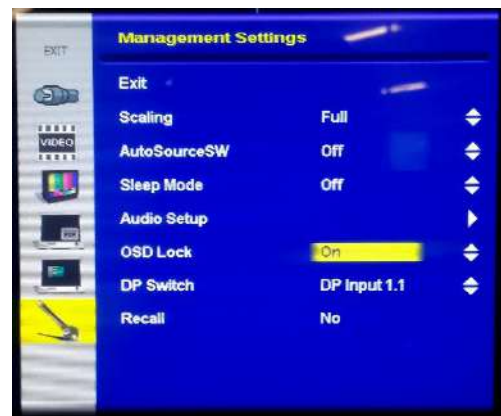 EXIT
Management Settings
Exit
Scaling Full
VIDEO
AutoSourceSW Off
Sleep Mode Off
Audio Setup
OSD Lock On
DP Switch DP Input 1.1
Recall No